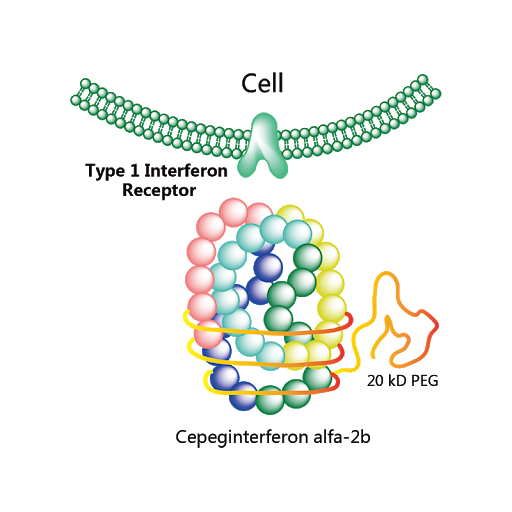 Cell
Type 1 Interferon
Receptor
20 kD PEG
Cepeginterferon alfa-2b